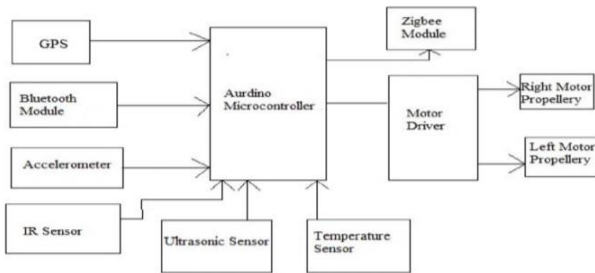 GPS
Bluetooth
Module
Accelerometer
IR Sensor
Ultrasonic Sensor
Temperature
Sensor
Aurdino
Microcontroller
Zigbee
Module
Motor
Driver
Right Motor
Propellery
Left Motor
Propellery